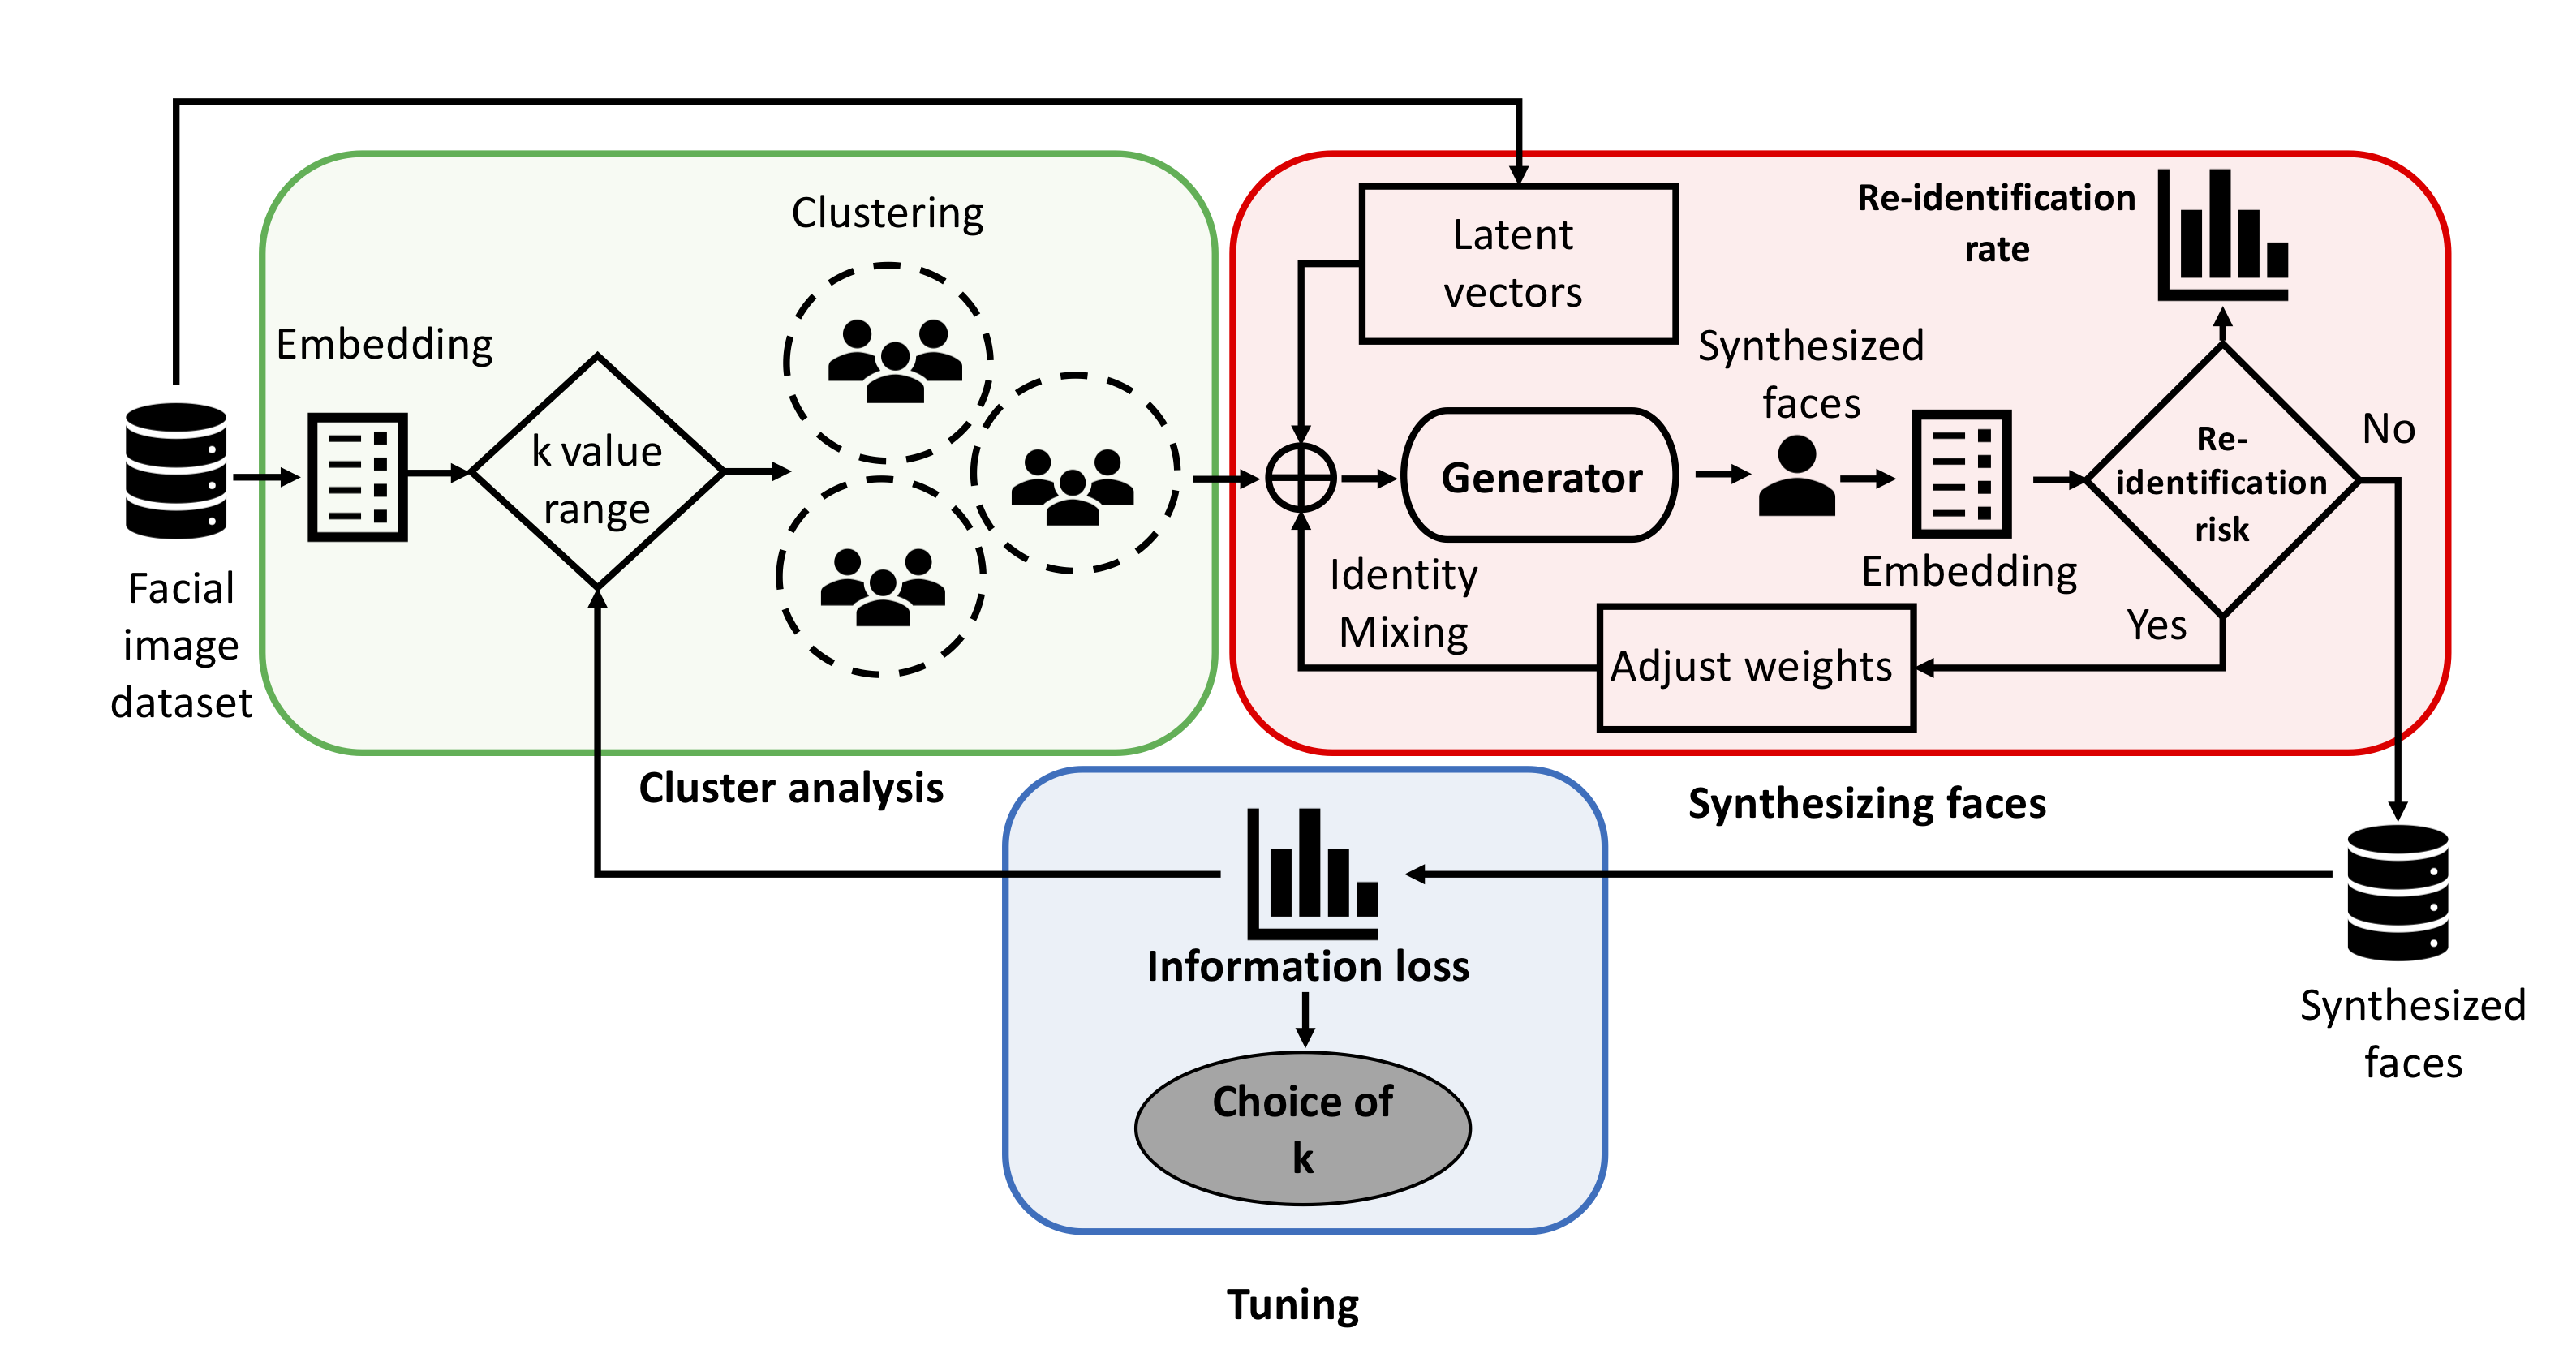 Facial
image
dataset
Embedding
k value
range
Clustering
Cluster analysis
Latent
vectors
Re-identification
rate
Synthesized
faces
Generator
Embedding
Re-
identification
risk
No
Yes
Identity
Mixing
Adjust weights
Synthesizing faces
Synthesized
faces
Information loss
Choice of
k
Tuning